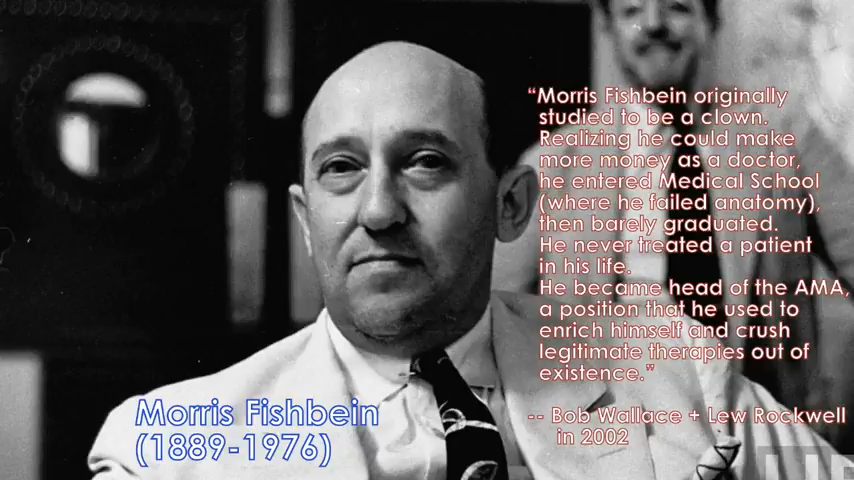 “Morris Fishbein originally
studied to be a clown.
Realizing he could make
more money as a doctor,
he entered Medical School
(where he failed anatomy),
then barely graduated.
He never treated a patient
in his life.
He became head of the AMA,
a position that he used to
enrich himself and crush
legitimate therapies out of
existence.”
-- Bob Wallace + Lew Rockwell
in 2002
Morris Fishbein
(1889-1976)